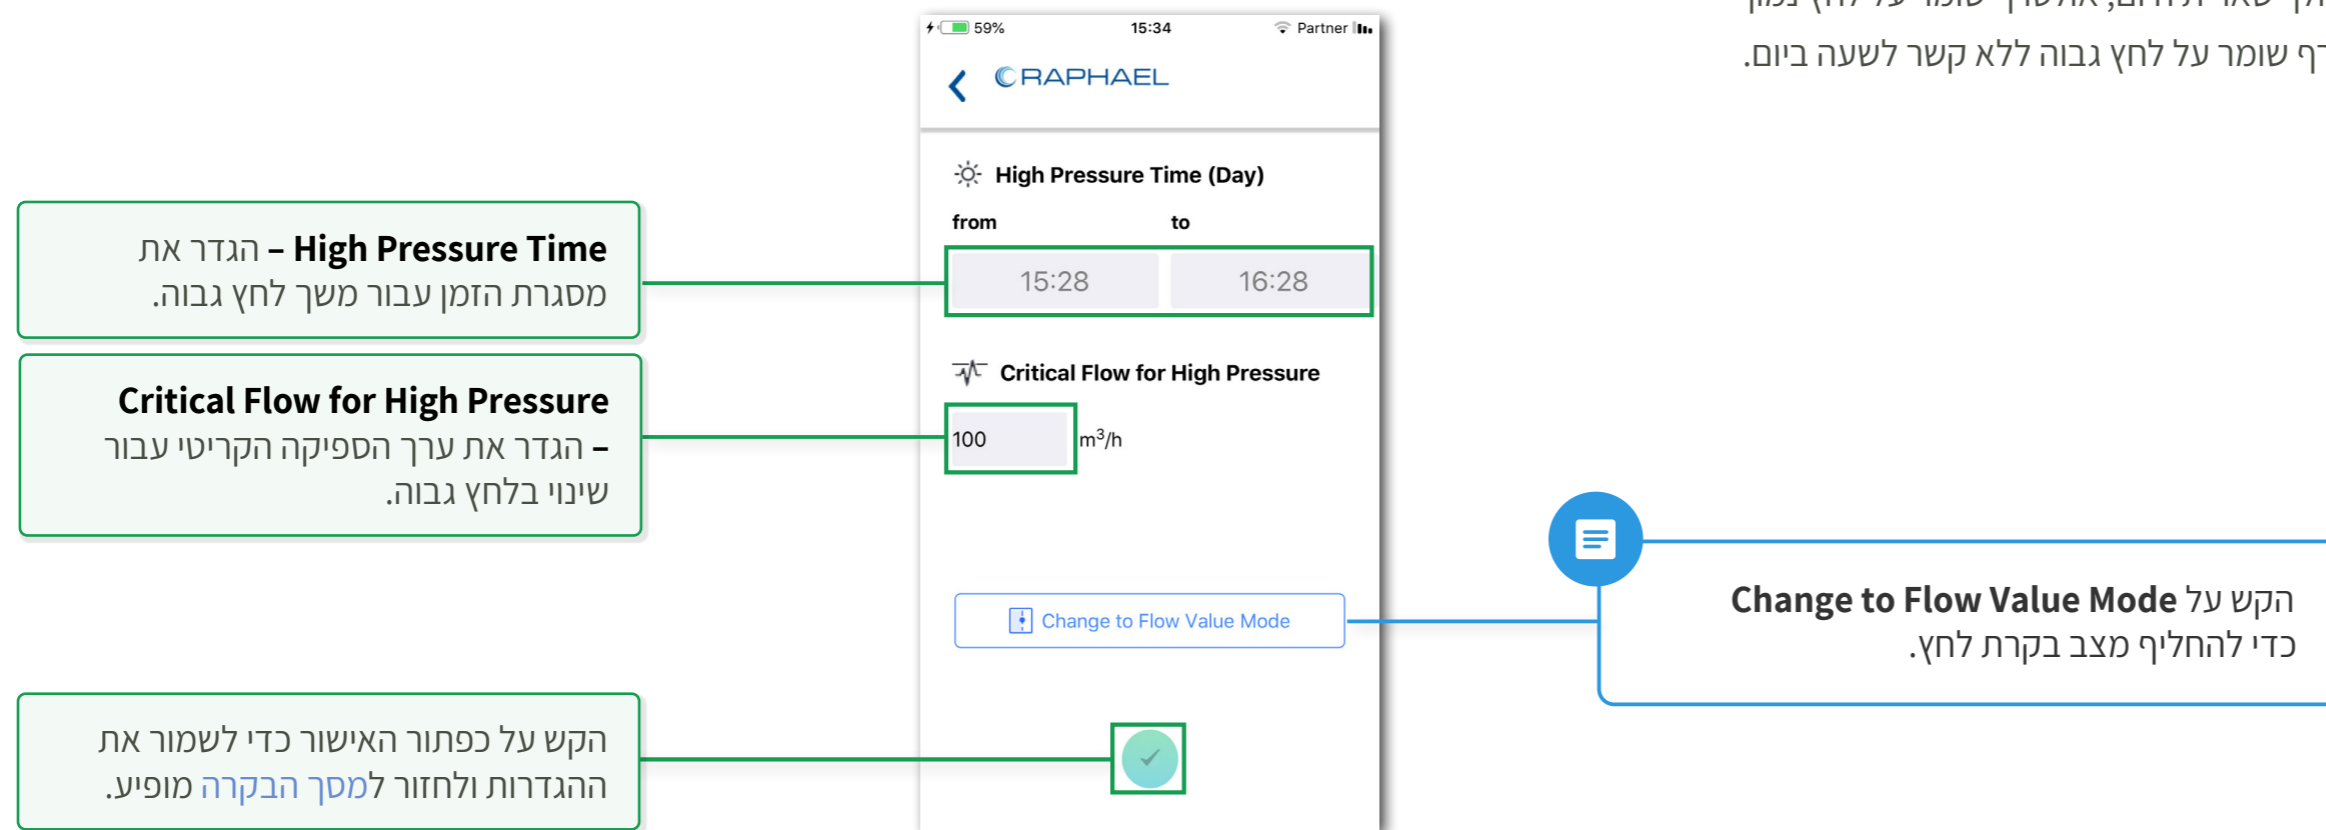 שומר על לחץ גבוה ללא קשר לשעה ביום.
59% 15:34 Partner
RAPHAEL
High Pressure Time (Day)
from to
15:28 16:28
Critical Flow for High Pressure
100 m³/h
Change to Flow Value Mode
High Pressure Time – הגדר את
מסגרת הזמן עבור משך לחץ גבוה.
Critical Flow for High Pressure
– הגדר את ערך הספיקה הקריטי עבור
שינוי בלחץ גבוה.
הקש על Change to Flow Value Mode
כדי להחליף מצב בקרת לחץ.
הקש על כפתור האישור כדי לשמור את
ההגדרות ולחזור למסך הבקרה מופיע.